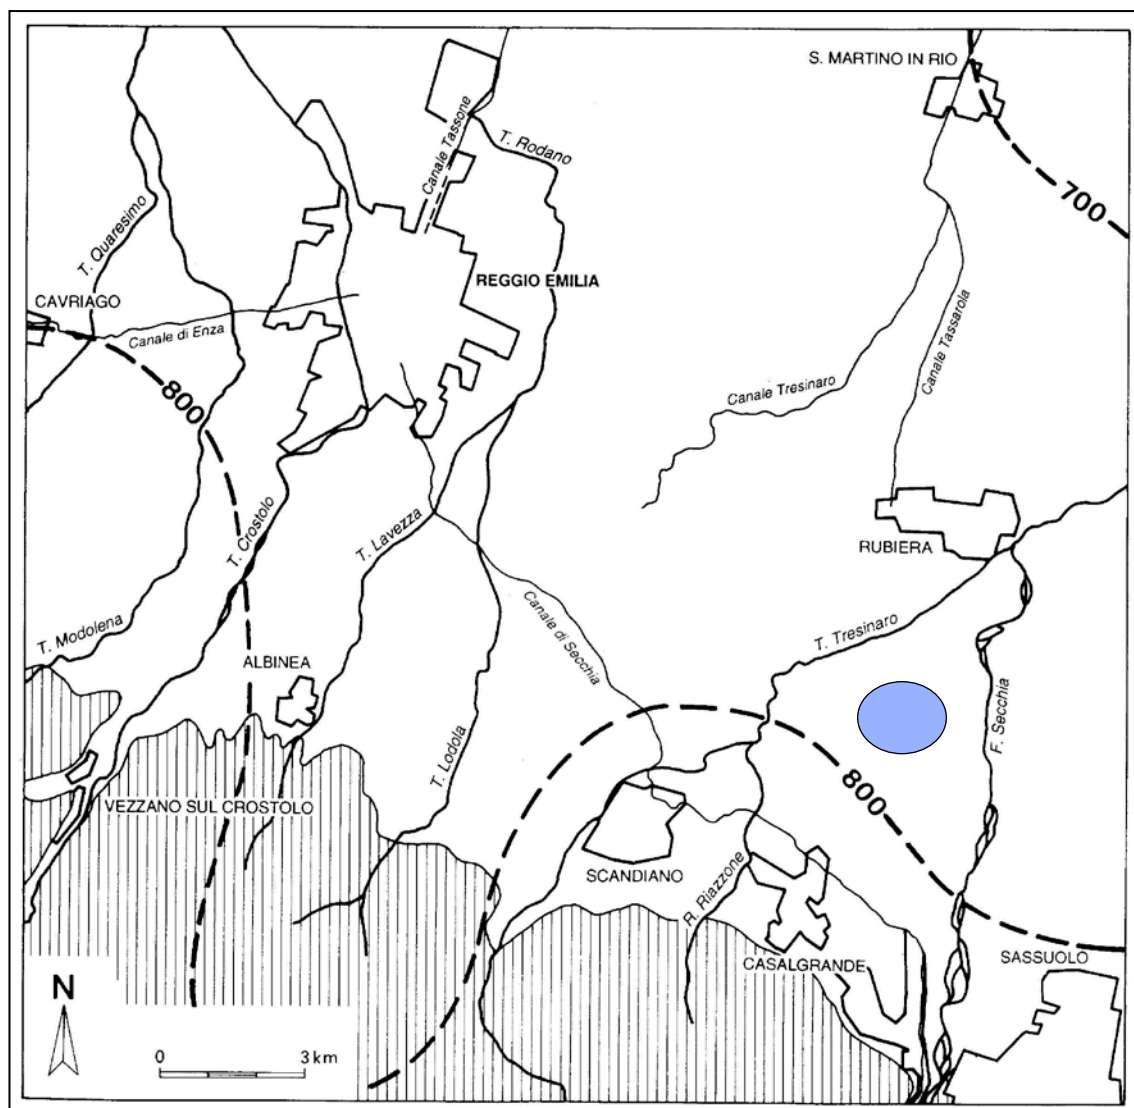 S. MARTINO IN RIO
Canale Tassone
T. Rodano
700
T. Quaresimo
REGGIO EMILIA
CAVRIAGO
Canale di Enza
800
Canale Tresinaro
Canale Tassarola
T. Crostolo
T. Lavezza
RUBIERA
T. Modolena
Canale di Secchia
T. Tresinaro
ALBINEA
F. Secchia
T. Lodola
VEZZANO SUL CROSTOLO
800
SCANDIANO
R. Riazzone
CASALGRANDE
SASSUOLO
N
0 3 km